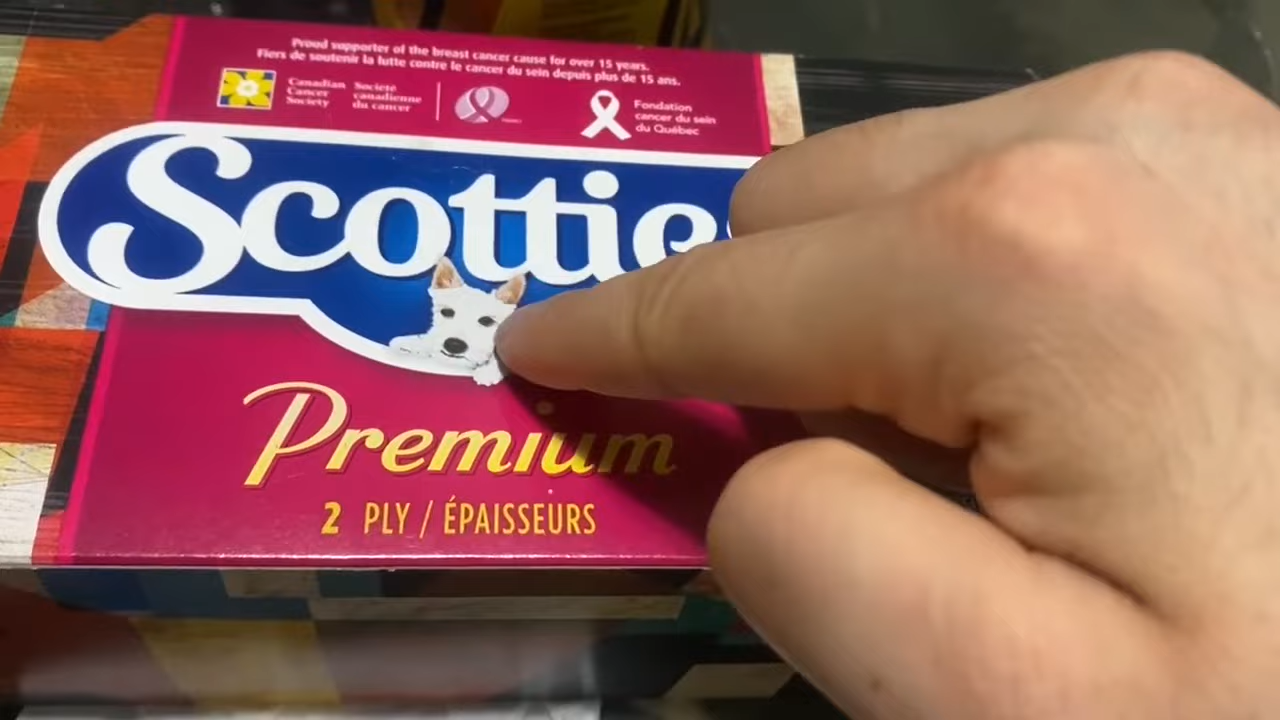 Proud supporter of the breast cancer cause for over 15 years.
Fiers de soutenir la lutte contre le cancer du sein depuis plus de 15 ans.
Canadian Cancer Society
Société canadienne du cancer
Fondation cancer du sein du Québec
Scottie
Premium
2 PLY / ÉPAISSEURS